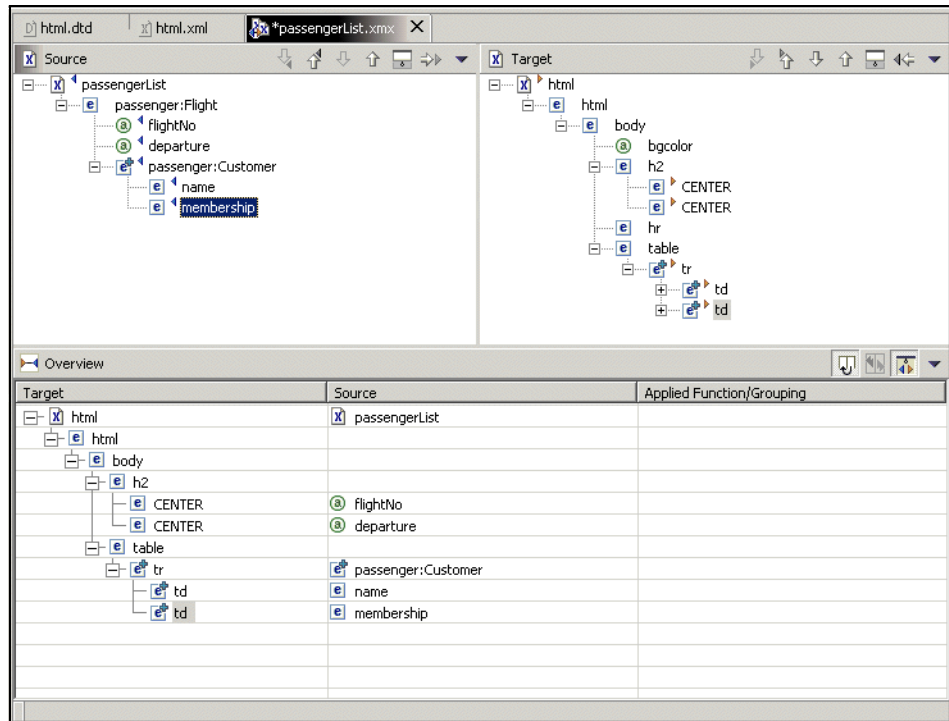 html.dtd html.xml *passengerList.xmx
Source
passengerList
passenger:Flight
flightNo
departure
passenger:Customer
name
membership
Target
html
html
body
bgcolor
h2
CENTER
CENTER
hr
table
tr
td
td
Overview
Target Source Applied Function/Grouping
html passengerList
html
body
h2
CENTER flightNo
CENTER departure
table
tr passenger:Customer
td name
td membership